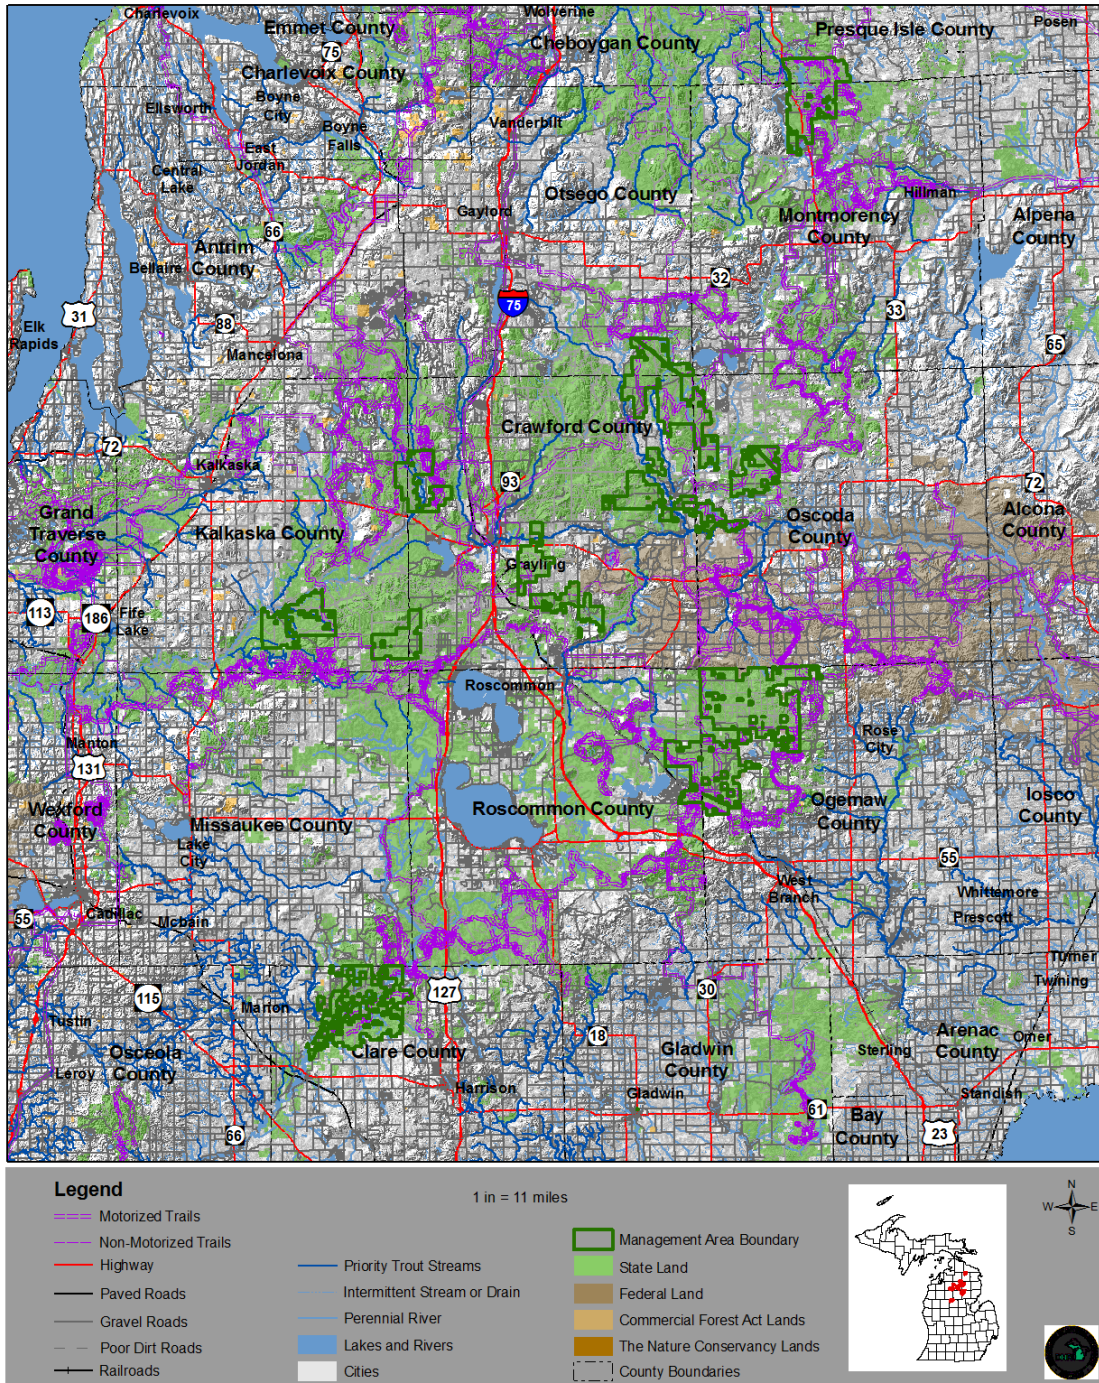 Charlevoix
Emmet County
Wolverine
Cheboygan County
Presque Isle County
Posen
75
Charlevoix County
Ellsworth
Boyne
City
Boyne
Falls
Vanderbilt
East
Jordan
Central
Lake
Otsego County
Hillman
Gaylord
Montmorency
County
Alpena
County
66
Antrim
County
Bellaire
32
75
31
Elk
Rapids
88
33
65
Mancelona
Crawford County
72
Kalkaska
93
72
Grand
Traverse
County
Kalkaska County
Oscoda
County
Alcona
County
Grayling
113
186
Fife
Lake
Roscommon
Manton
Rose
City
131
Wexford
County
Missaukee County
Roscommon County
Ogemaw
County
Iosco
County
Lake
City
55
West
Branch
Whittemore
Prescott
55
Cadillac
Mcbain
Turner
Twining
115
Marion
127
30
Tustin
18
Arenac
County
Omer
Osceola
County
Clare County
Gladwin
County
Sterling
Leroy
Harrison
Gladwin
Standish
61
Bay
County
23
66
Legend
1 in = 11 miles
N
W
E
S
Motorized Trails
Non-Motorized Trails
Highway
Paved Roads
Gravel Roads
Poor Dirt Roads
Railroads
Priority Trout Streams
Intermittent Stream or Drain
Perennial River
Lakes and Rivers
Cities
Management Area Boundary
State Land
Federal Land
Commercial Forest Act Lands
The Nature Conservancy Lands
County Boundaries